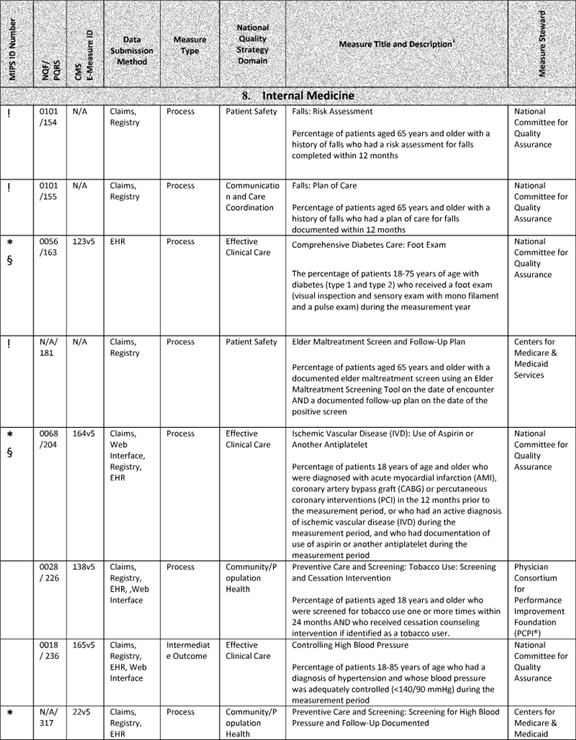 MIPS ID Number
NQF/
PQRS
CMS
E-Measure ID
Data
Submission
Method
Measure
Type
National
Quality
Strategy
Domain
Measure Title and Description¹
Measure Steward
8. Internal Medicine
!
0101
/154
N/A
Claims,
Registry
Process
Patient Safety
Falls: Risk Assessment
Percentage of patients aged 65 years and older with a
history of falls who had a risk assessment for falls
completed within 12 months
National
Committee for
Quality
Assurance
!
0101
/155
N/A
Claims,
Registry
Process
Communicatio
n and Care
Coordination
Falls: Plan of Care
Percentage of patients aged 65 years and older with a
history of falls who had a plan of care for falls
documented within 12 months
National
Committee for
Quality
Assurance
*
§
0056
/163
123v5
EHR
Process
Effective
Clinical Care
Comprehensive Diabetes Care: Foot Exam
The percentage of patients 18-75 years of age with
diabetes (type 1 and type 2) who received a foot exam
(visual inspection and sensory exam with mono filament
and a pulse exam) during the measurement year
National
Committee for
Quality
Assurance
!
N/A/
181
N/A
Claims,
Registry
Process
Patient Safety
Elder Maltreatment Screen and Follow-Up Plan
Percentage of patients aged 65 years and older with a
documented elder maltreatment screen using an Elder
Maltreatment Screening Tool on the date of encounter
AND a documented follow-up plan on the date of the
positive screen
Centers for
Medicare &
Medicaid
Services
*
§
0068
/204
164v5
Claims,
Web
Interface,
Registry,
EHR
Process
Effective
Clinical Care
Ischemic Vascular Disease (IVD): Use of Aspirin or
Another Antiplatelet
Percentage of patients 18 years of age and older who
were diagnosed with acute myocardial infarction (AMI),
coronary artery bypass graft (CABG) or percutaneous
coronary interventions (PCI) in the 12 months prior to
the measurement period, or who had an active diagnosis
of ischemic vascular disease (IVD) during the
measurement period, and who had documentation of
use of aspirin or another antiplatelet during the
measurement period
National
Committee for
Quality
Assurance
0028
/ 226
138v5
Claims,
Registry,
EHR, ,Web
Interface
Process
Community/P
opulation
Health
Preventive Care and Screening: Tobacco Use: Screening
and Cessation Intervention
Percentage of patients aged 18 years and older who
were screened for tobacco use one or more times within
24 months AND who received cessation counseling
intervention if identified as a tobacco user.
Physician
Consortium for
Performance
Improvement
Foundation
(PCPI®)
0018
/ 236
165v5
Claims,
Registry,
EHR, Web
Interface
Intermediat
e Outcome
Effective
Clinical Care
Controlling High Blood Pressure
Percentage of patients 18-85 years of age who had a
diagnosis of hypertension and whose blood pressure
was adequately controlled (<140/90 mmHg) during the
measurement period
National
Committee for
Quality
Assurance
*
N/A/
317
22v5
Claims,
Registry,
EHR
Process
Community/P
opulation
Health
Preventive Care and Screening: Screening for High Blood
Pressure and Follow-Up Documented
Centers for
Medicare &
Medicaid